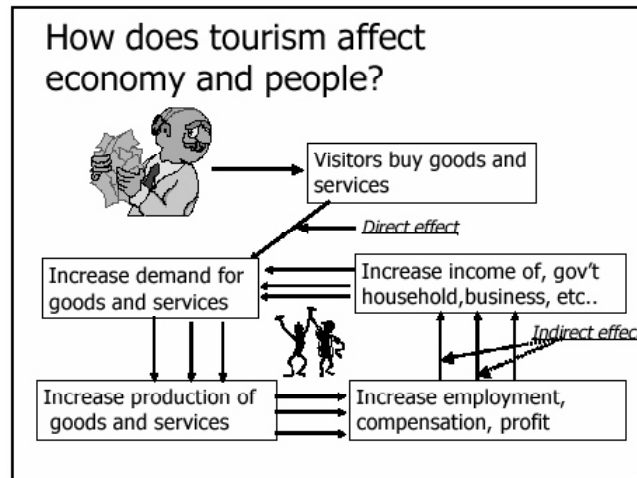 How does tourism affect
economy and people?
Visitors buy goods and
services
Direct effect
Increase demand for
goods and services
Increase income of, gov't
household,business, etc..
Indirect effect
Increase production of
goods and services
Increase employment,
compensation, profit